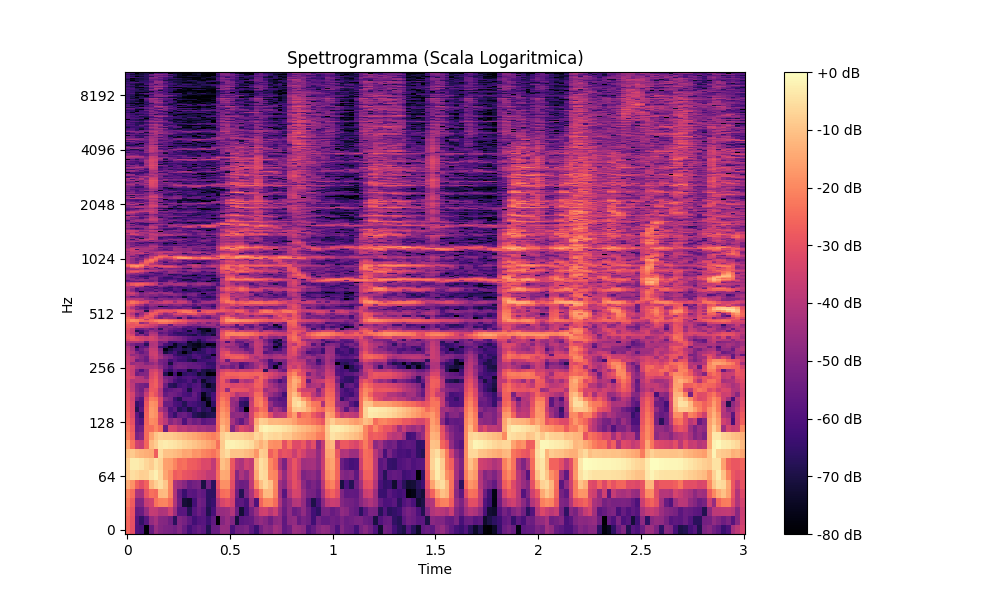 Spettrogramma (Scala Logaritmica)
Hz
8192
4096
2048
1024
512
256
128
64
0
0
0.5
1
1.5
2
2.5
3
Time
+0 dB
-10 dB
-20 dB
-30 dB
-40 dB
-50 dB
-60 dB
-70 dB
-80 dB